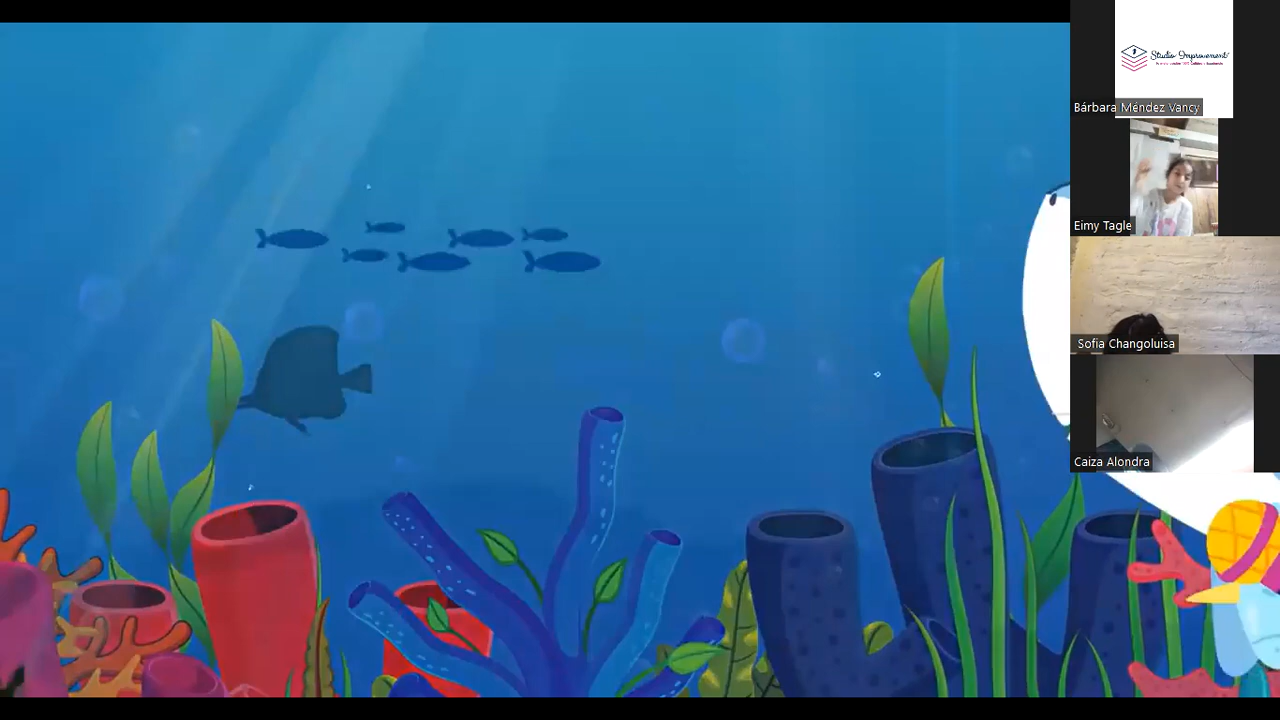 Studio Improvement
Bárbara Méndez Vancy
Eimy Tagle
Sofia Changoluisa
Caiza Alondra